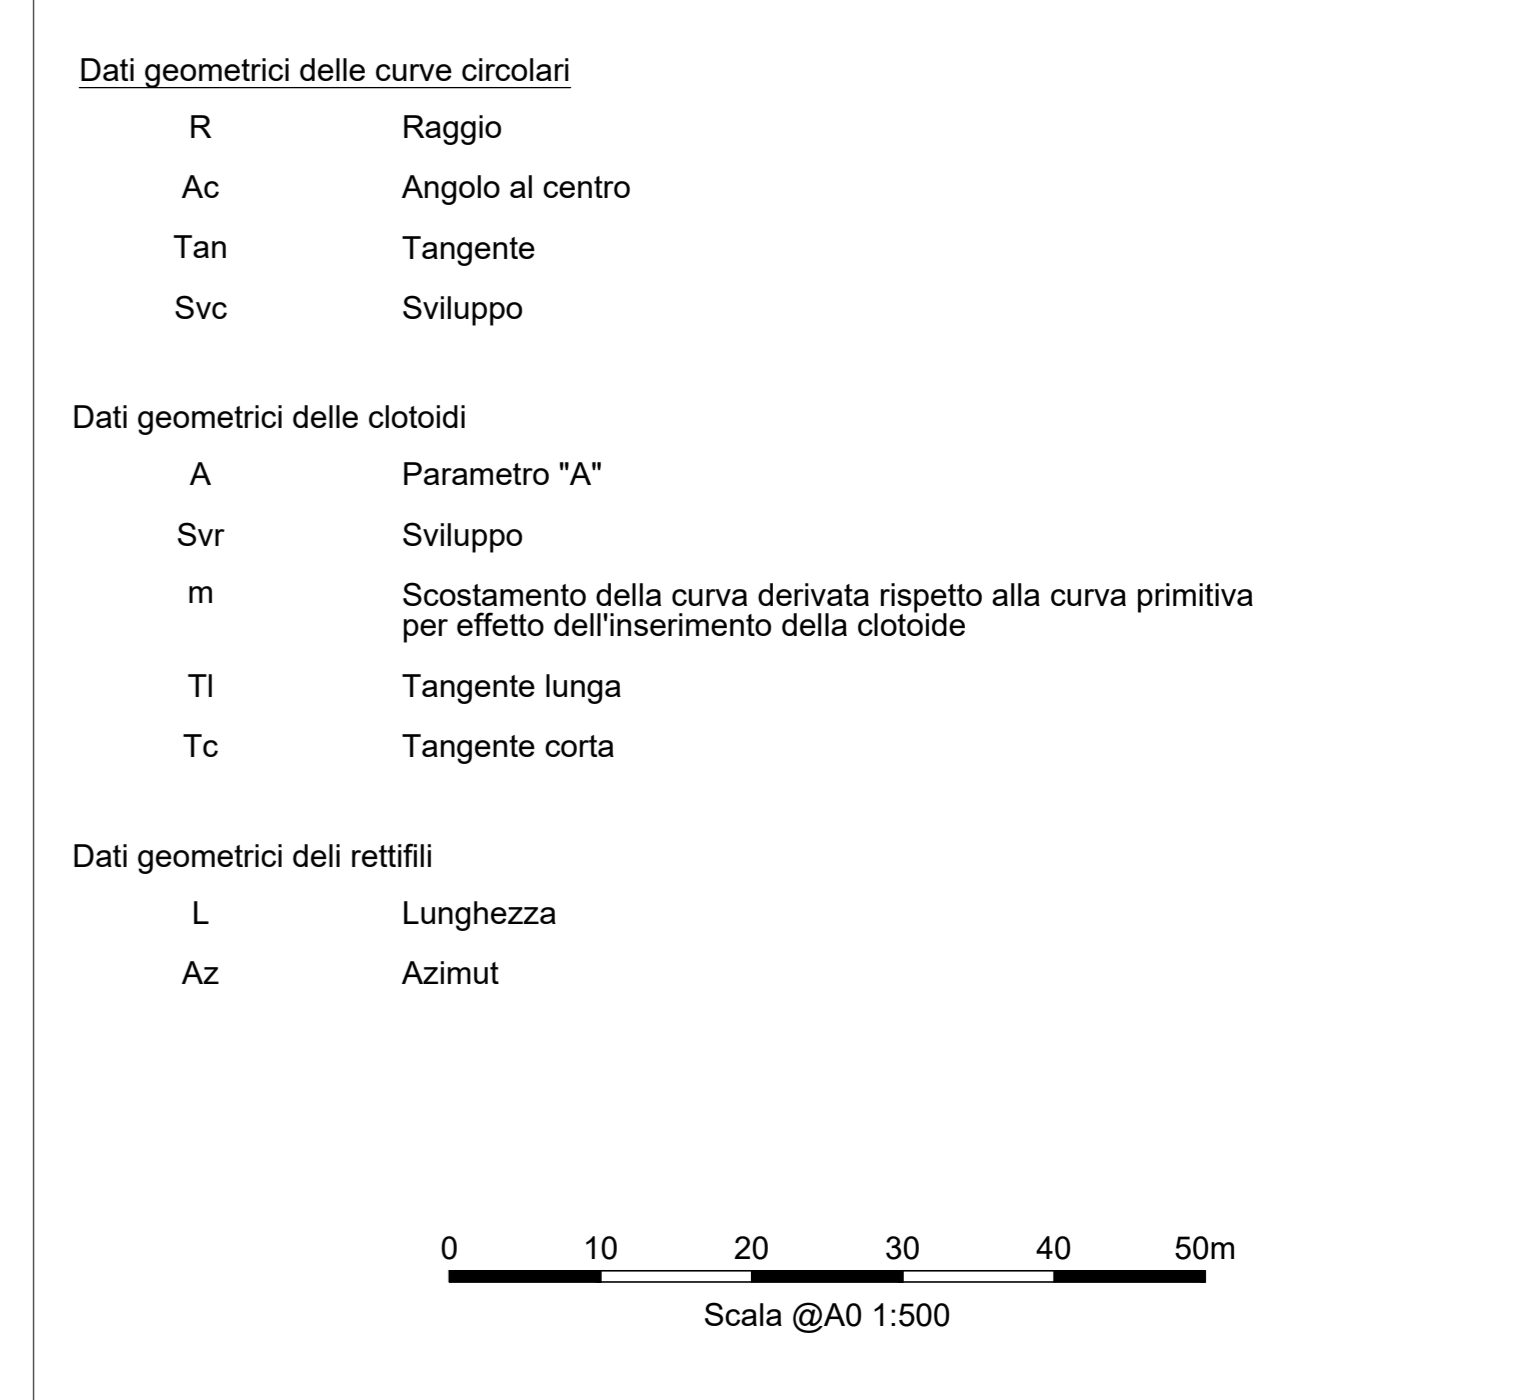 Dati geometrici delle curve circolari
R Raggio
Ac Angolo al centro
Tan Tangente
Svc Sviluppo
Dati geometrici delle clotoidi
A Parametro "A"
Svr Sviluppo
m Scostamento della curva derivata rispetto alla curva primitiva
per effetto dell'inserimento della clotoide
Tl Tangente lunga
Tc Tangente corta
Dati geometrici deli rettifili
L Lunghezza
Az Azimut
0 10 20 30 40 50m
Scala @A0 1:500